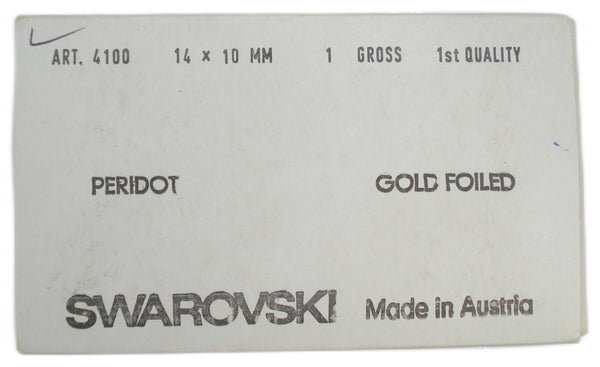 ART. 4100 14 × 10 MM 1 GROSS 1st QUALITY
PERIDOT GOLD FOILED
SWAROVSKI Made in Austria